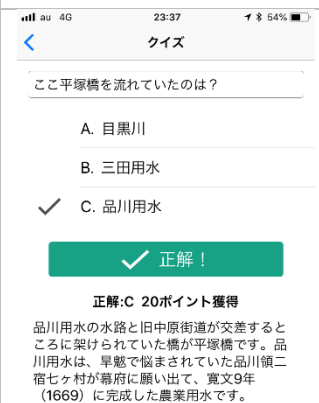 au 4G 23:37 54%
クイズ
ここ平塚橋を流れていたのは？
A. 目黒川
B. 三田用水
C. 品川用水
正解！
正解:C 20ポイント獲得
品川用水の水路と旧中原街道が交差すると
ころに架けられていた橋が平塚橋です。品
川用水は、旱魃で悩まされていた品川領二
宿七ヶ村が幕府に願い出て、寛文9年
（1669）に完成した農業用水です。